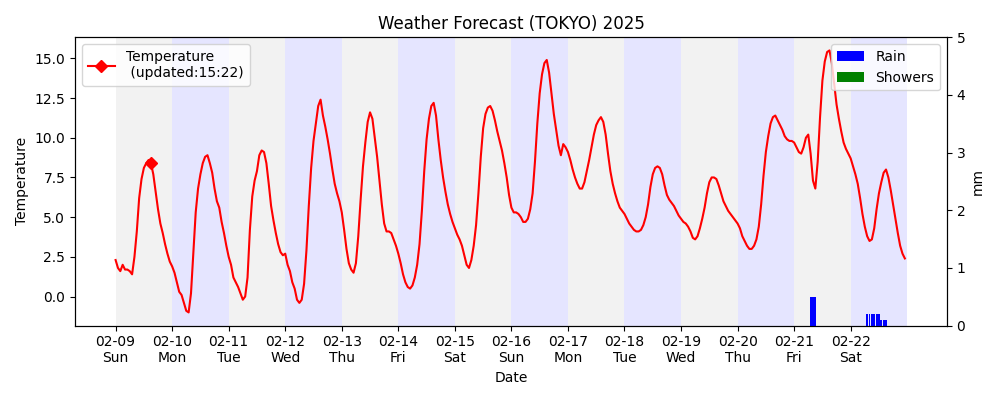 Weather Forecast (TOKYO) 2025
Temperature
(updated:15:22)
Rain
Showers
Temperature
15.0
12.5
10.0
7.5
5.0
2.5
0.0
5
4
3
2
1
0
mm
02-09 02-10 02-11 02-12 02-13 02-14 02-15 02-16 02-17 02-18 02-19 02-20 02-21 02-22
Sun Mon Tue Wed Thu Fri Sat Sun Mon Tue Wed Thu Fri Sat
Date